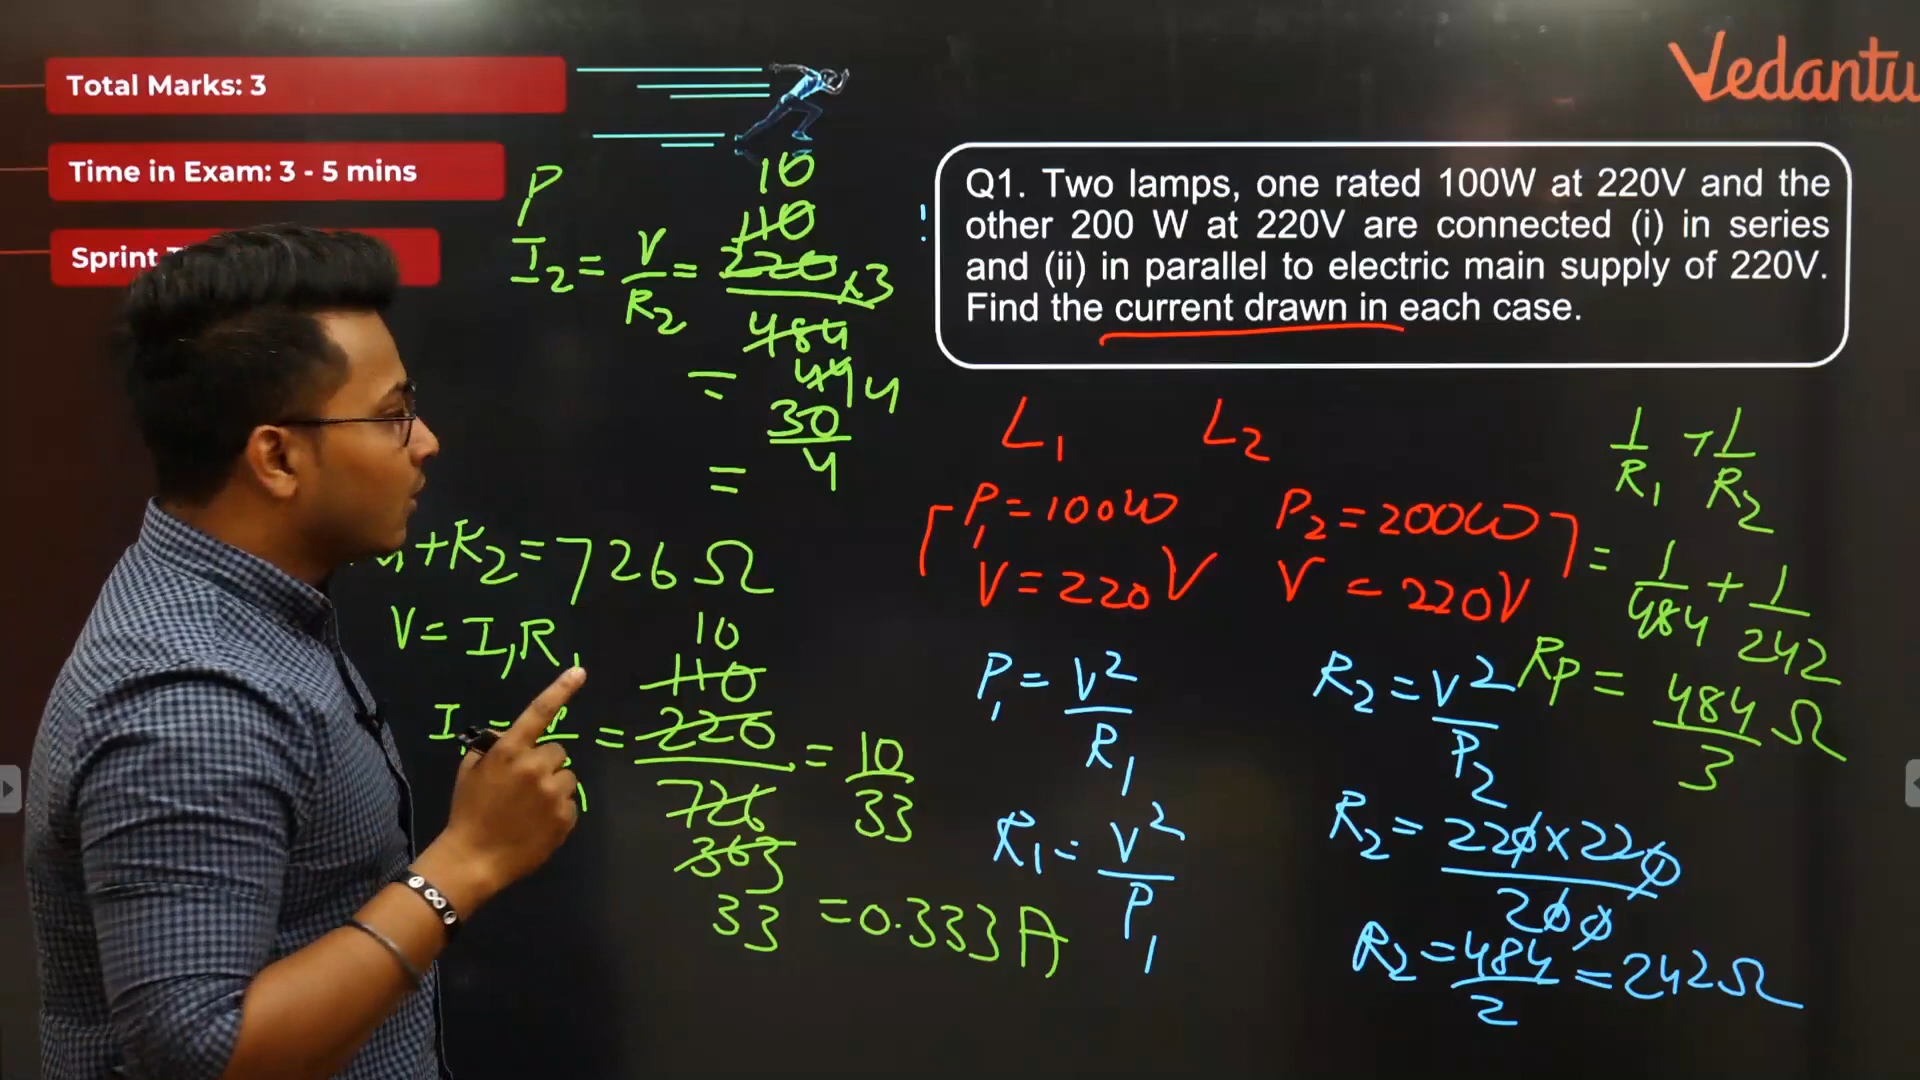 Total Marks: 3
Time in Exam: 3 - 5 mins
Sprint
Vedantu
Q1. Two lamps, one rated 100W at 220V and the
other 200 W at 220V are connected (i) in series
and (ii) in parallel to electric main supply of 220V.
Find the current drawn in each case.
P
I2 = V/R2 = 220 x3 / 484
110
10
44 4
= 30/4
=
+ R2 = 726 Ω
V = I1R
= 220/726 = 10/33
110
10
363
33 = 0.333 A
L1 L2
P1 = 100W P2 = 200W
V = 220V V = 220V
P1 = V²/R1
R1 = V²/P1
R2 = V²/P2
R2 = 220 x 220 / 200
R2 = 484/2 = 242 Ω
1/R1 + 1/R2
= 1/484 + 1/242
RP = 484/3 Ω